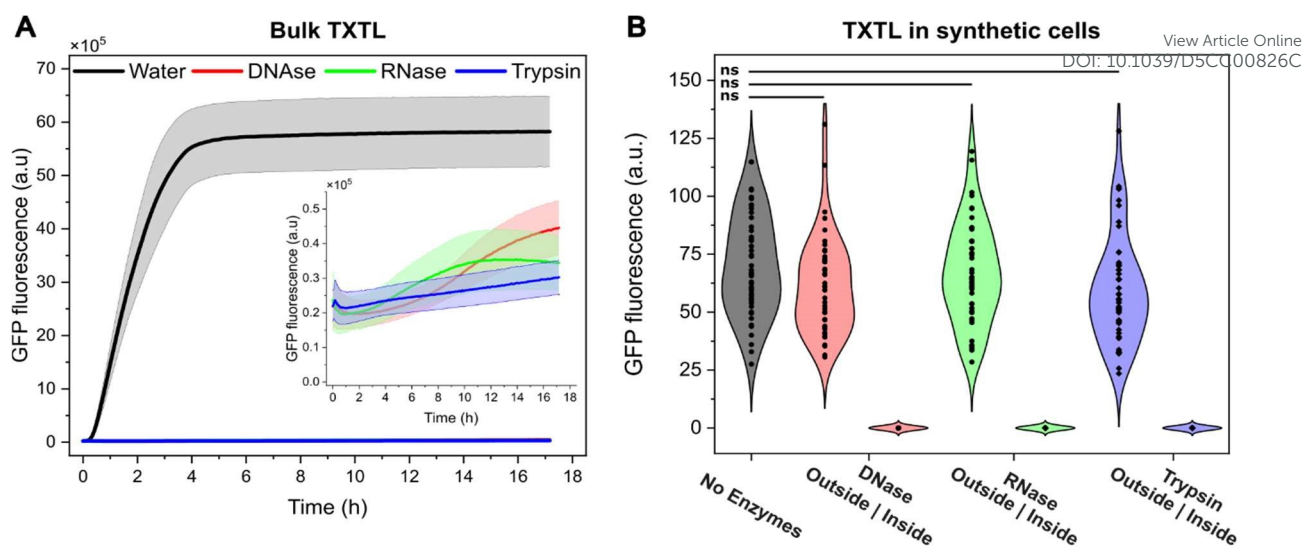 A
Bulk TXTL
×10⁵
Water
DNAse
RNase
Trypsin
70
60
50
40
30
20
10
0
GFP fluorescence (a.u)
0 2 4 6 8 10 12 14 16 18
Time (h)
×10⁵
0.5
0.4
0.3
0.2
0.1
0.0
GFP fluorescence (a.u)
0 2 4 6 8 10 12 14 16 18
Time (h)
B
TXTL in synthetic cells
View Article Online
DOI: 10.1039/D5CC00826C
ns
ns
ns
150
125
100
75
50
25
0
GFP fluorescence (a.u.)
No Enzymes
DNase
Outside | Inside
RNase
Outside | Inside
Trypsin
Outside | Inside